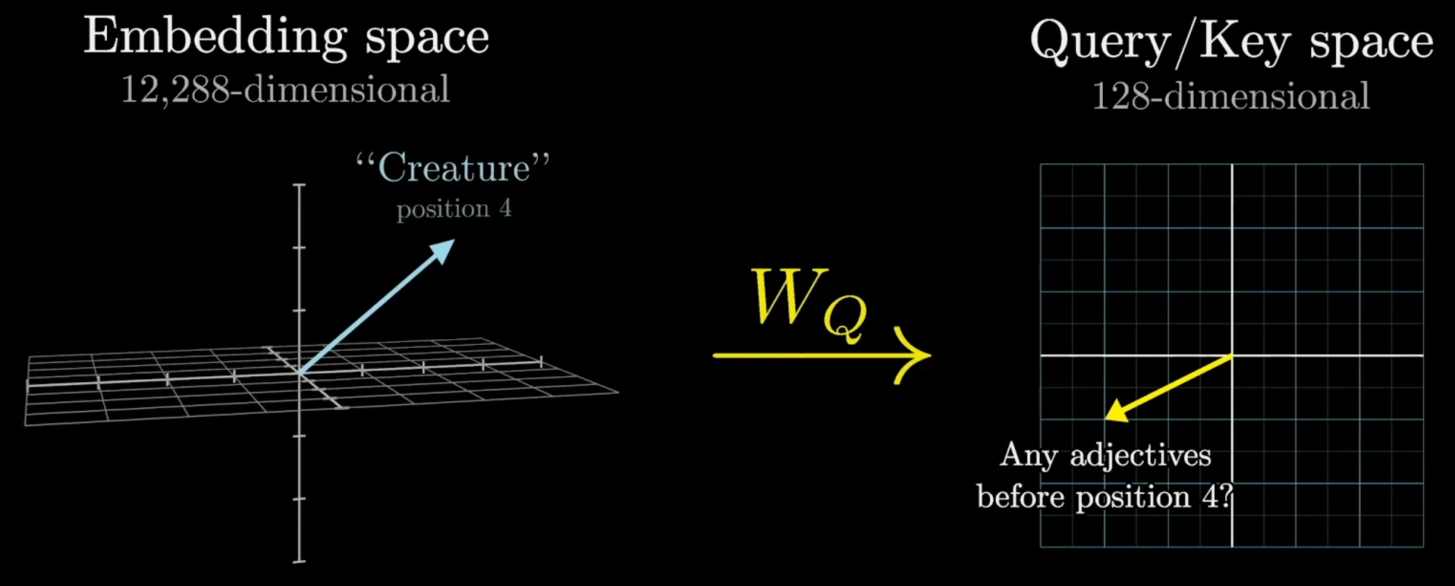 Embedding space
12,288-dimensional
“Creature”
position 4
W_Q
Query/Key space
128-dimensional
Any adjectives
before position 4?